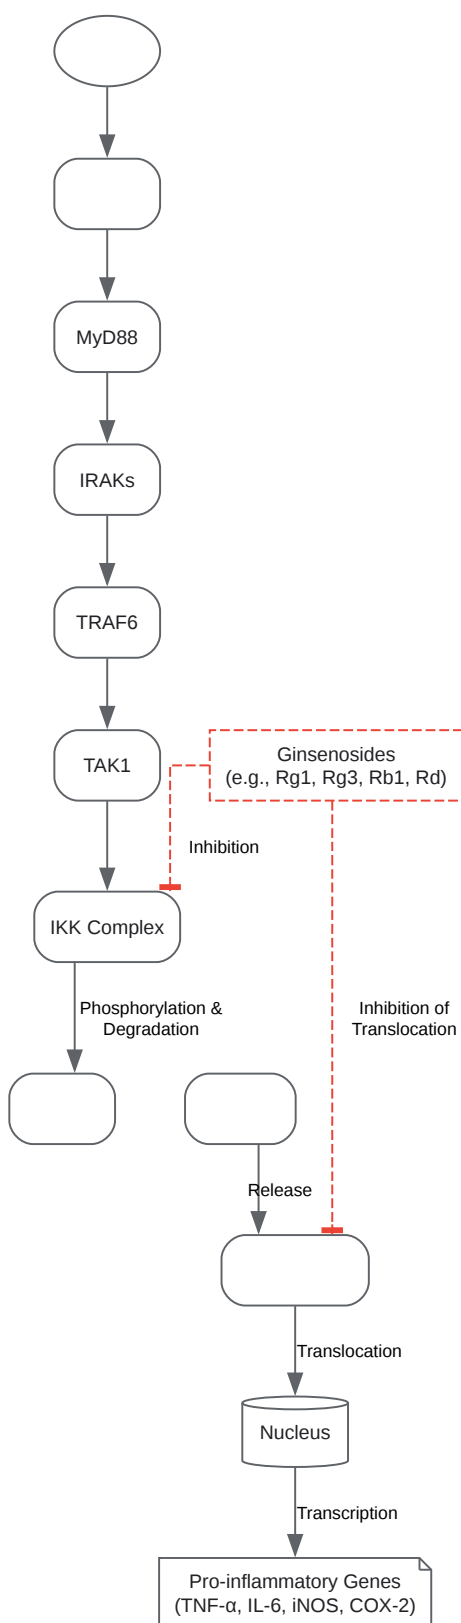 MyD88
IRAKs
TRAF6
TAK1
Ginsenosides
(e.g., Rg1, Rg3, Rb1, Rd)
Inhibition
IKK Complex
Phosphorylation &
Degradation
Inhibition of
Translocation
Release
Translocation
Nucleus
Transcription
Pro-inflammatory Genes
(TNF-α, IL-6, iNOS, COX-2)